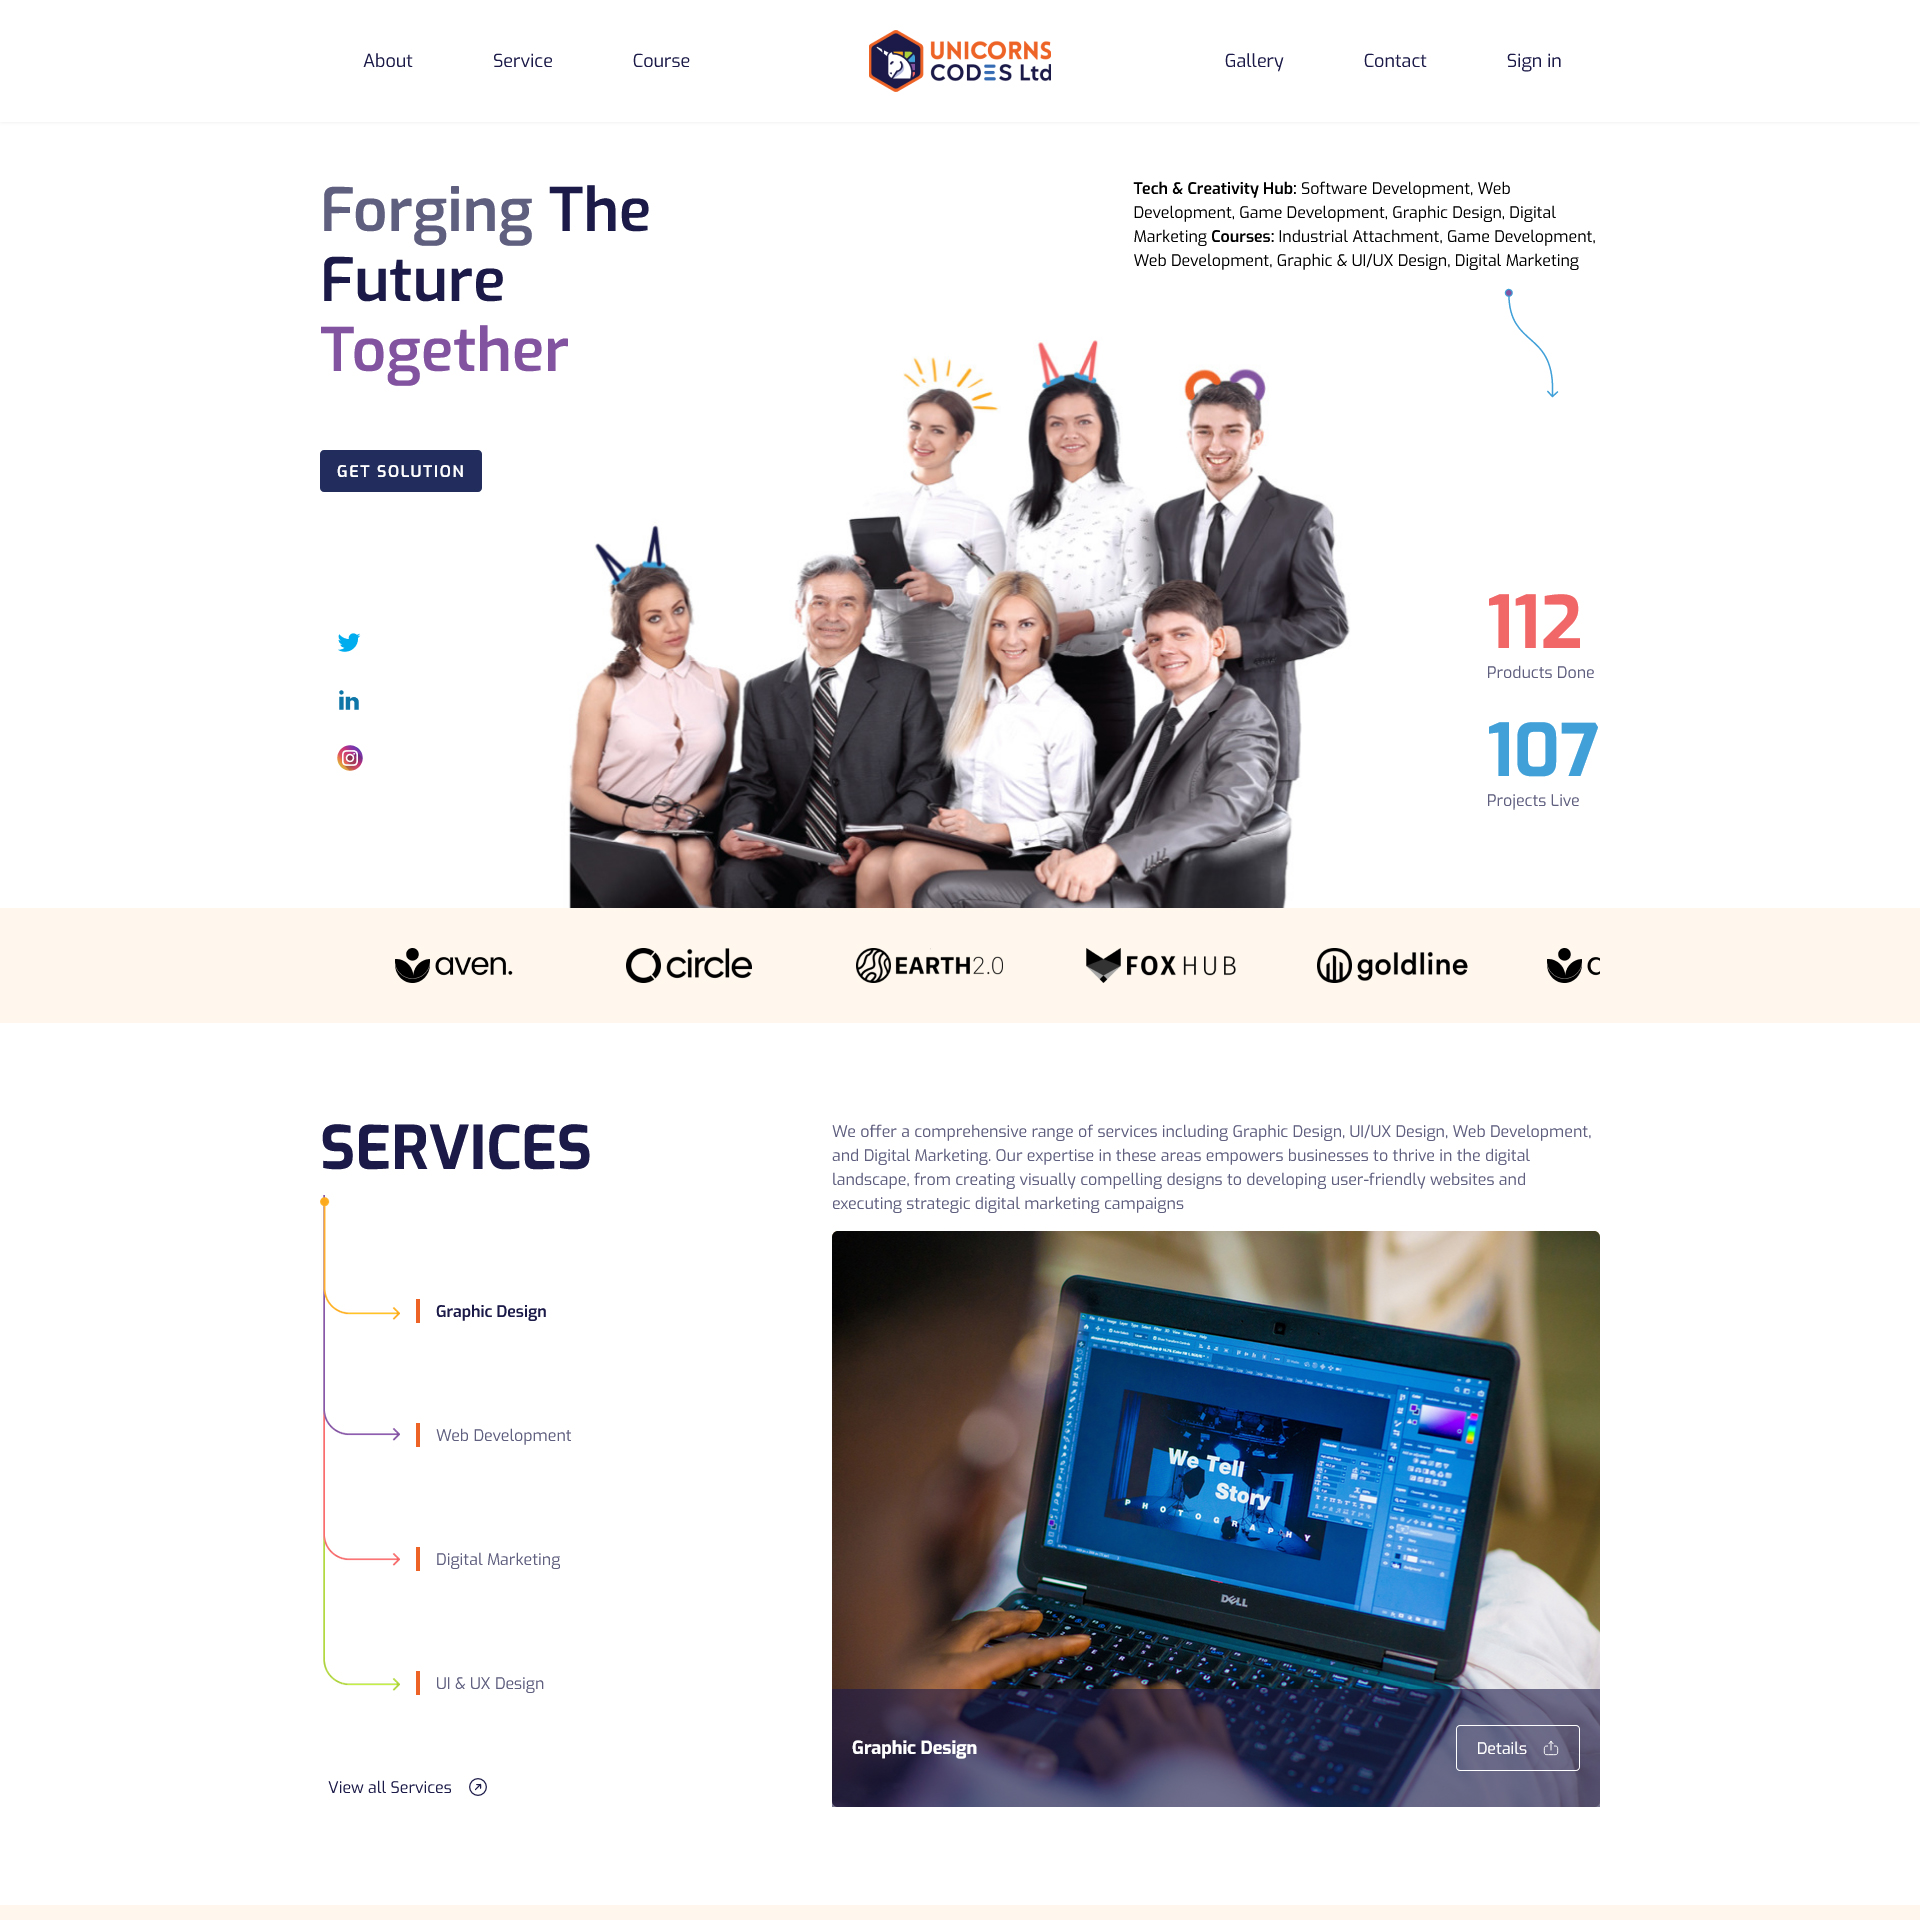 About
Service
Course
UNICORNS
CODES Ltd
Gallery
Contact
Sign in
Forging The
Future
Together
Tech & Creativity Hub: Software Development, Web
Development, Game Development, Graphic Design, Digital
Marketing Courses: Industrial Attachment, Game Development,
Web Development, Graphic & UI/UX Design, Digital Marketing
GET SOLUTION
in
112
Products Done
107
Projects Live
aven.
circle
EARTH2.0
FOXHUB
goldline
SERVICES
We offer a comprehensive range of services including Graphic Design, UI/UX Design, Web Development,
and Digital Marketing. Our expertise in these areas empowers businesses to thrive in the digital
landscape, from creating visually compelling designs to developing user-friendly websites and
executing strategic digital marketing campaigns
Graphic Design
Web Development
Digital Marketing
UI & UX Design
View all Services
We Tell
Story
PHOTOGRAPHY
DELL
Graphic Design
Details